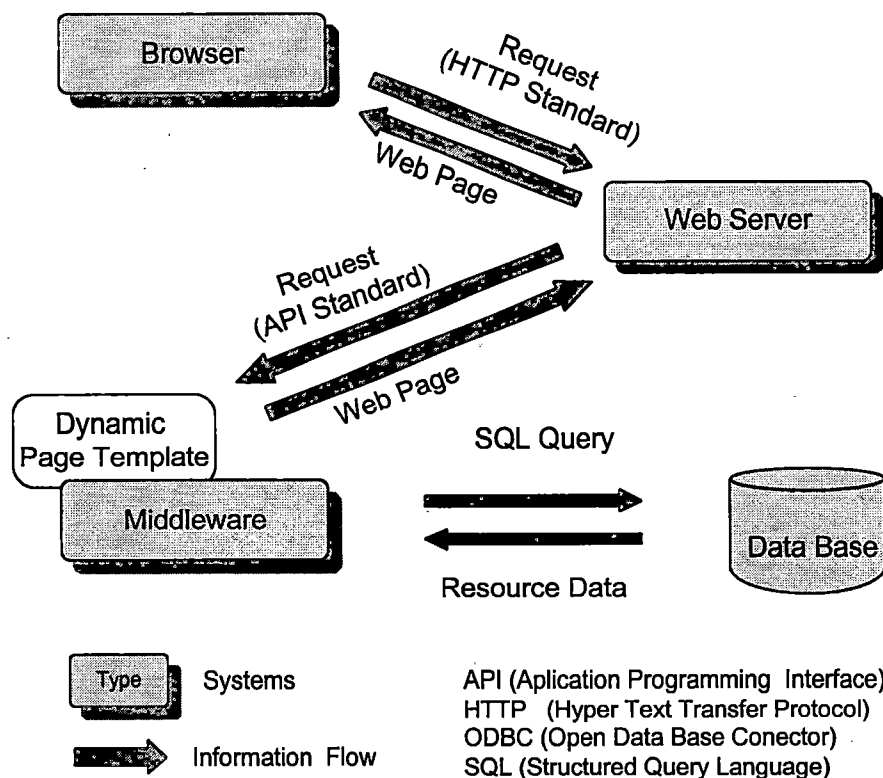 Browser
Request
(HTTP Standard)
Web Page
Web Server
Request
(API Standard)
Web Page
Dynamic
Page Template
Middleware
SQL Query
Resource Data
Data Base
Type
Systems
Information Flow
API (Aplication Programming Interface)
HTTP (Hyper Text Transfer Protocol)
ODBC (Open Data Base Conector)
SQL (Structured Query Language)